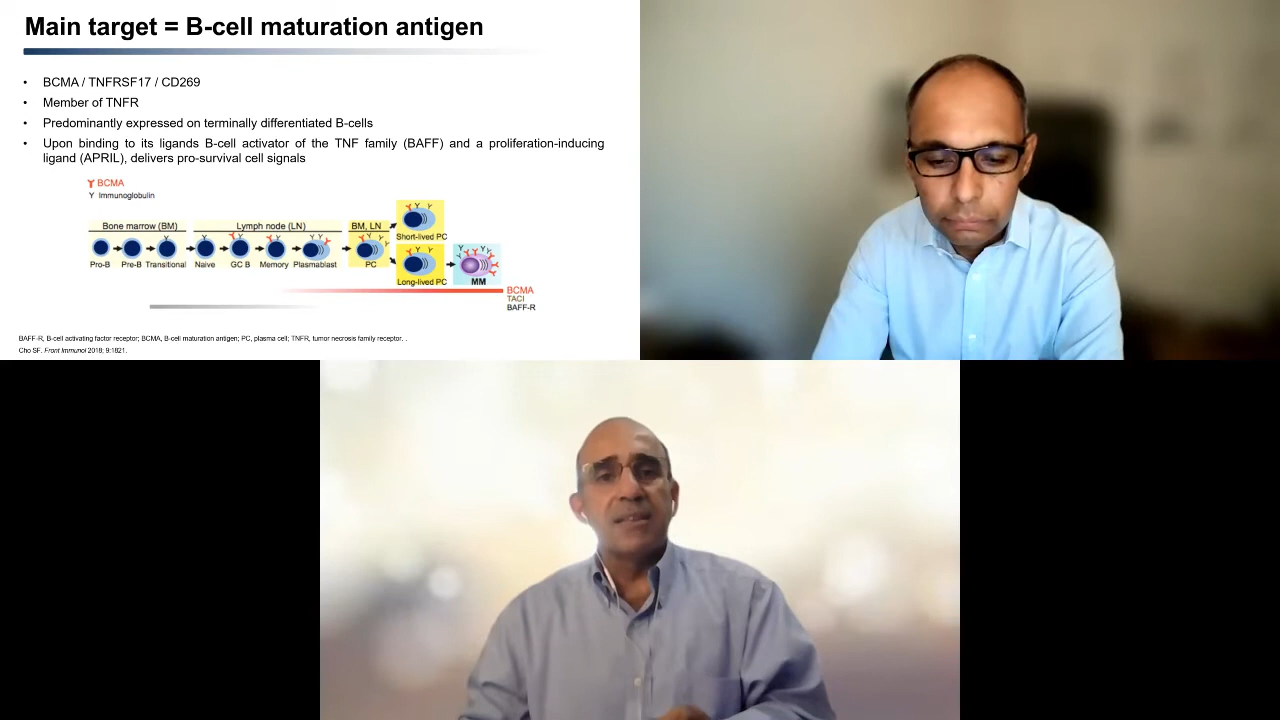 Main target = B-cell maturation antigen
• BCMA / TNFRSF17 / CD269
• Member of TNFR
• Predominantly expressed on terminally differentiated B-cells
• Upon binding to its ligands B-cell activator of the TNF family (BAFF) and a proliferation-inducing
ligand (APRIL), delivers pro-survival cell signals
BCMA
Immunoglobulin
Bone marrow (BM) Lymph node (LN) BM, LN
Short-lived PC
Pro-B Pre-B Transitional Naive GC B Memory Plasmablast PC
Long-lived PC MM
BCMA
TACI
BAFF-R
BAFF-R, B-cell activating factor receptor; BCMA, B-cell maturation antigen; PC, plasma cell; TNFR, tumor necrosis family receptor. .
Cho SF. Front Immunol 2018; 9:1821.